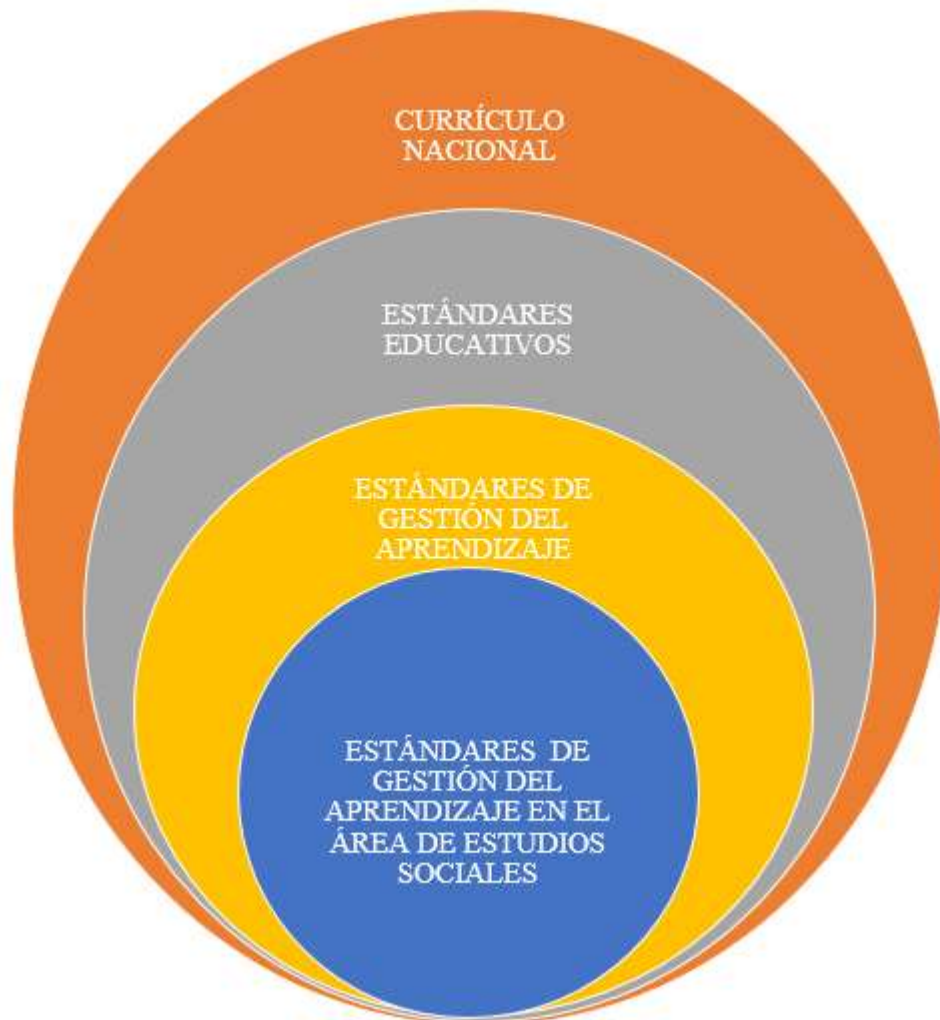 CURRÍCULO
NACIONAL
ESTÁNDARES
EDUCATIVOS
ESTÁNDARES DE
GESTIÓN DEL
APRENDIZAJE
ESTÁNDARES DE
GESTIÓN DEL
APRENDIZAJE EN EL
ÁREA DE ESTUDIOS
SOCIALES